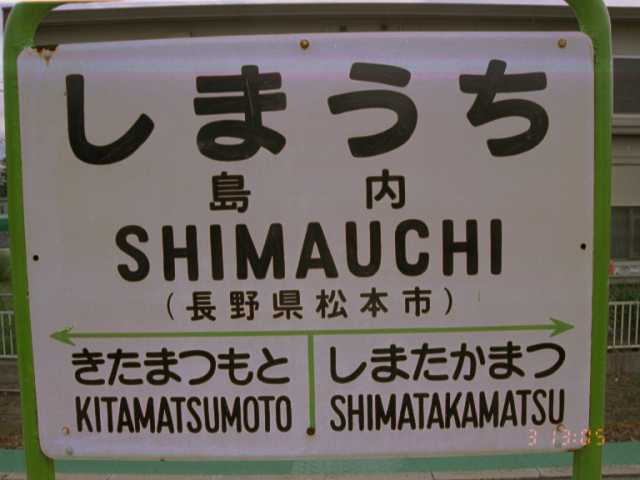 しまうち
島 内
SHIMAUCHI
(長野県松本市)
きたまつもと しまたかまつ
KITAMATSUMOTO SHIMATAKAMATSU
3 13:05